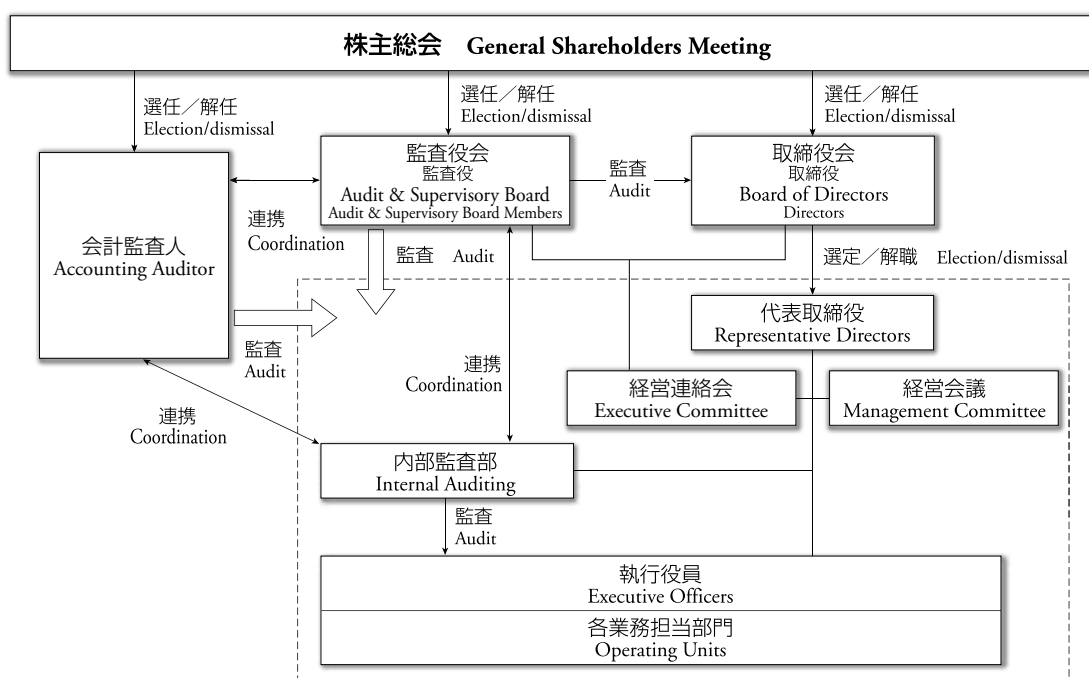 株主総会 General Shareholders Meeting
選任／解任
Election/dismissal
選任／解任
Election/dismissal
選任／解任
Election/dismissal
会計監査人
Accounting Auditor
連携
Coordination
監査役会
監査役
Audit & Supervisory Board
Audit & Supervisory Board Members
監査
Audit
取締役会
取締役
Board of Directors
Directors
監査 Audit
選定／解職 Election/dismissal
監査
Audit
代表取締役
Representative Directors
連携
Coordination
経営連絡会
Executive Committee
経営会議
Management Committee
連携
Coordination
内部監査部
Internal Auditing
監査
Audit
執行役員
Executive Officers
各業務担当部門
Operating Units